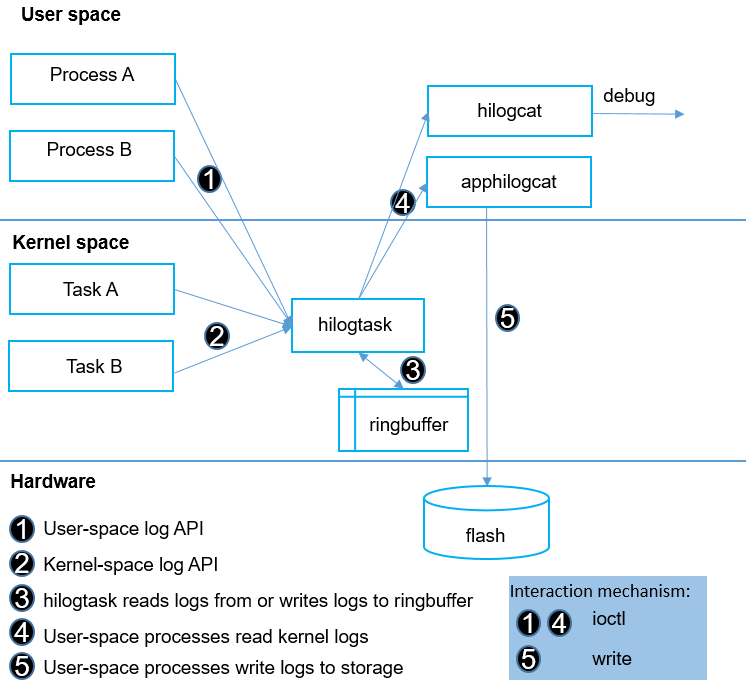 User space
Process A
Process B
hilogcat
debug
apphilogcat
1
4
Kernel space
Task A
Task B
2
hilogtask
3
5
ringbuffer
Hardware
flash
1 User-space log API
2 Kernel-space log API
3 hilogtask reads logs from or writes logs to ringbuffer
4 User-space processes read kernel logs
5 User-space processes write logs to storage
Interaction mechanism:
1 4 ioctl
5 write